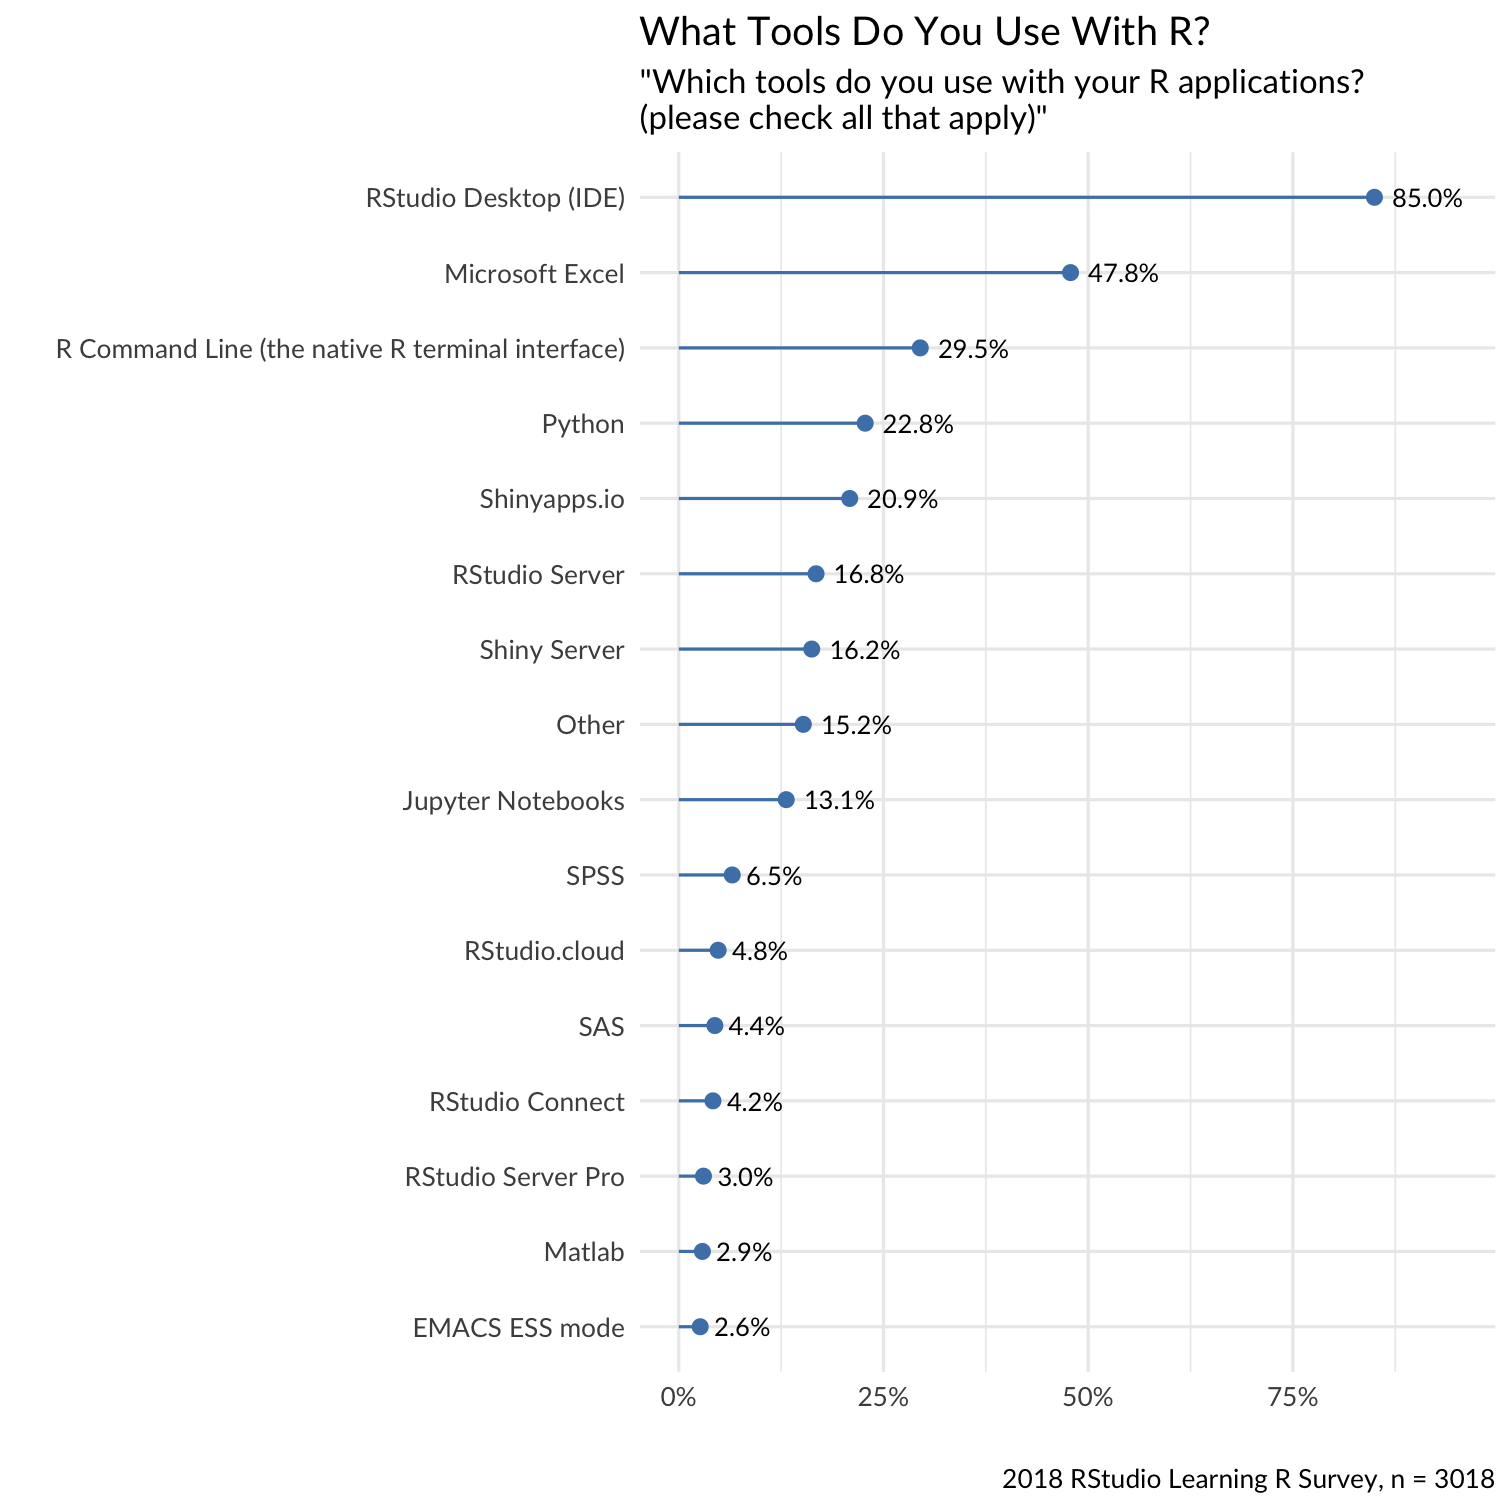 What Tools Do You Use With R?
"Which tools do you use with your R applications?
(please check all that apply)"
RStudio Desktop (IDE) 85.0%
Microsoft Excel 47.8%
R Command Line (the native R terminal interface) 29.5%
Python 22.8%
Shinyapps.io 20.9%
RStudio Server 16.8%
Shiny Server 16.2%
Other 15.2%
Jupyter Notebooks 13.1%
SPSS 6.5%
RStudio.cloud 4.8%
SAS 4.4%
RStudio Connect 4.2%
RStudio Server Pro 3.0%
Matlab 2.9%
EMACS ESS mode 2.6%
0% 25% 50% 75%
2018 RStudio Learning R Survey, n = 3018